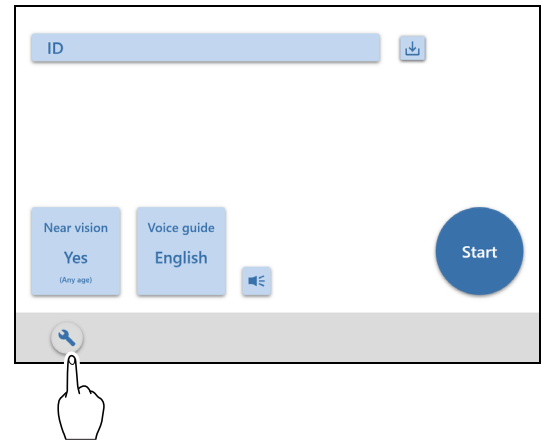 ID
Near vision
Yes
(Any age)
Voice guide
English
Start